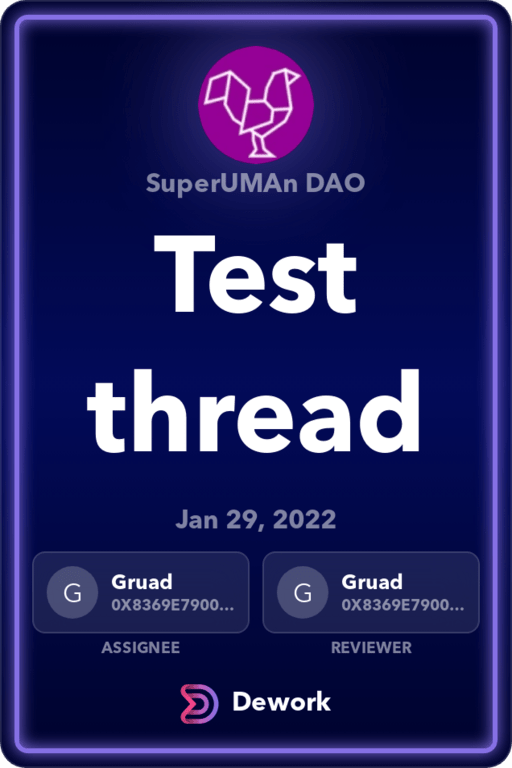 SuperUMAn DAO
Test
thread
Jan 29, 2022
G
Gruad
0X8369E7900...
G
Gruad
0X8369E7900...
ASSIGNEE
REVIEWER
Dework